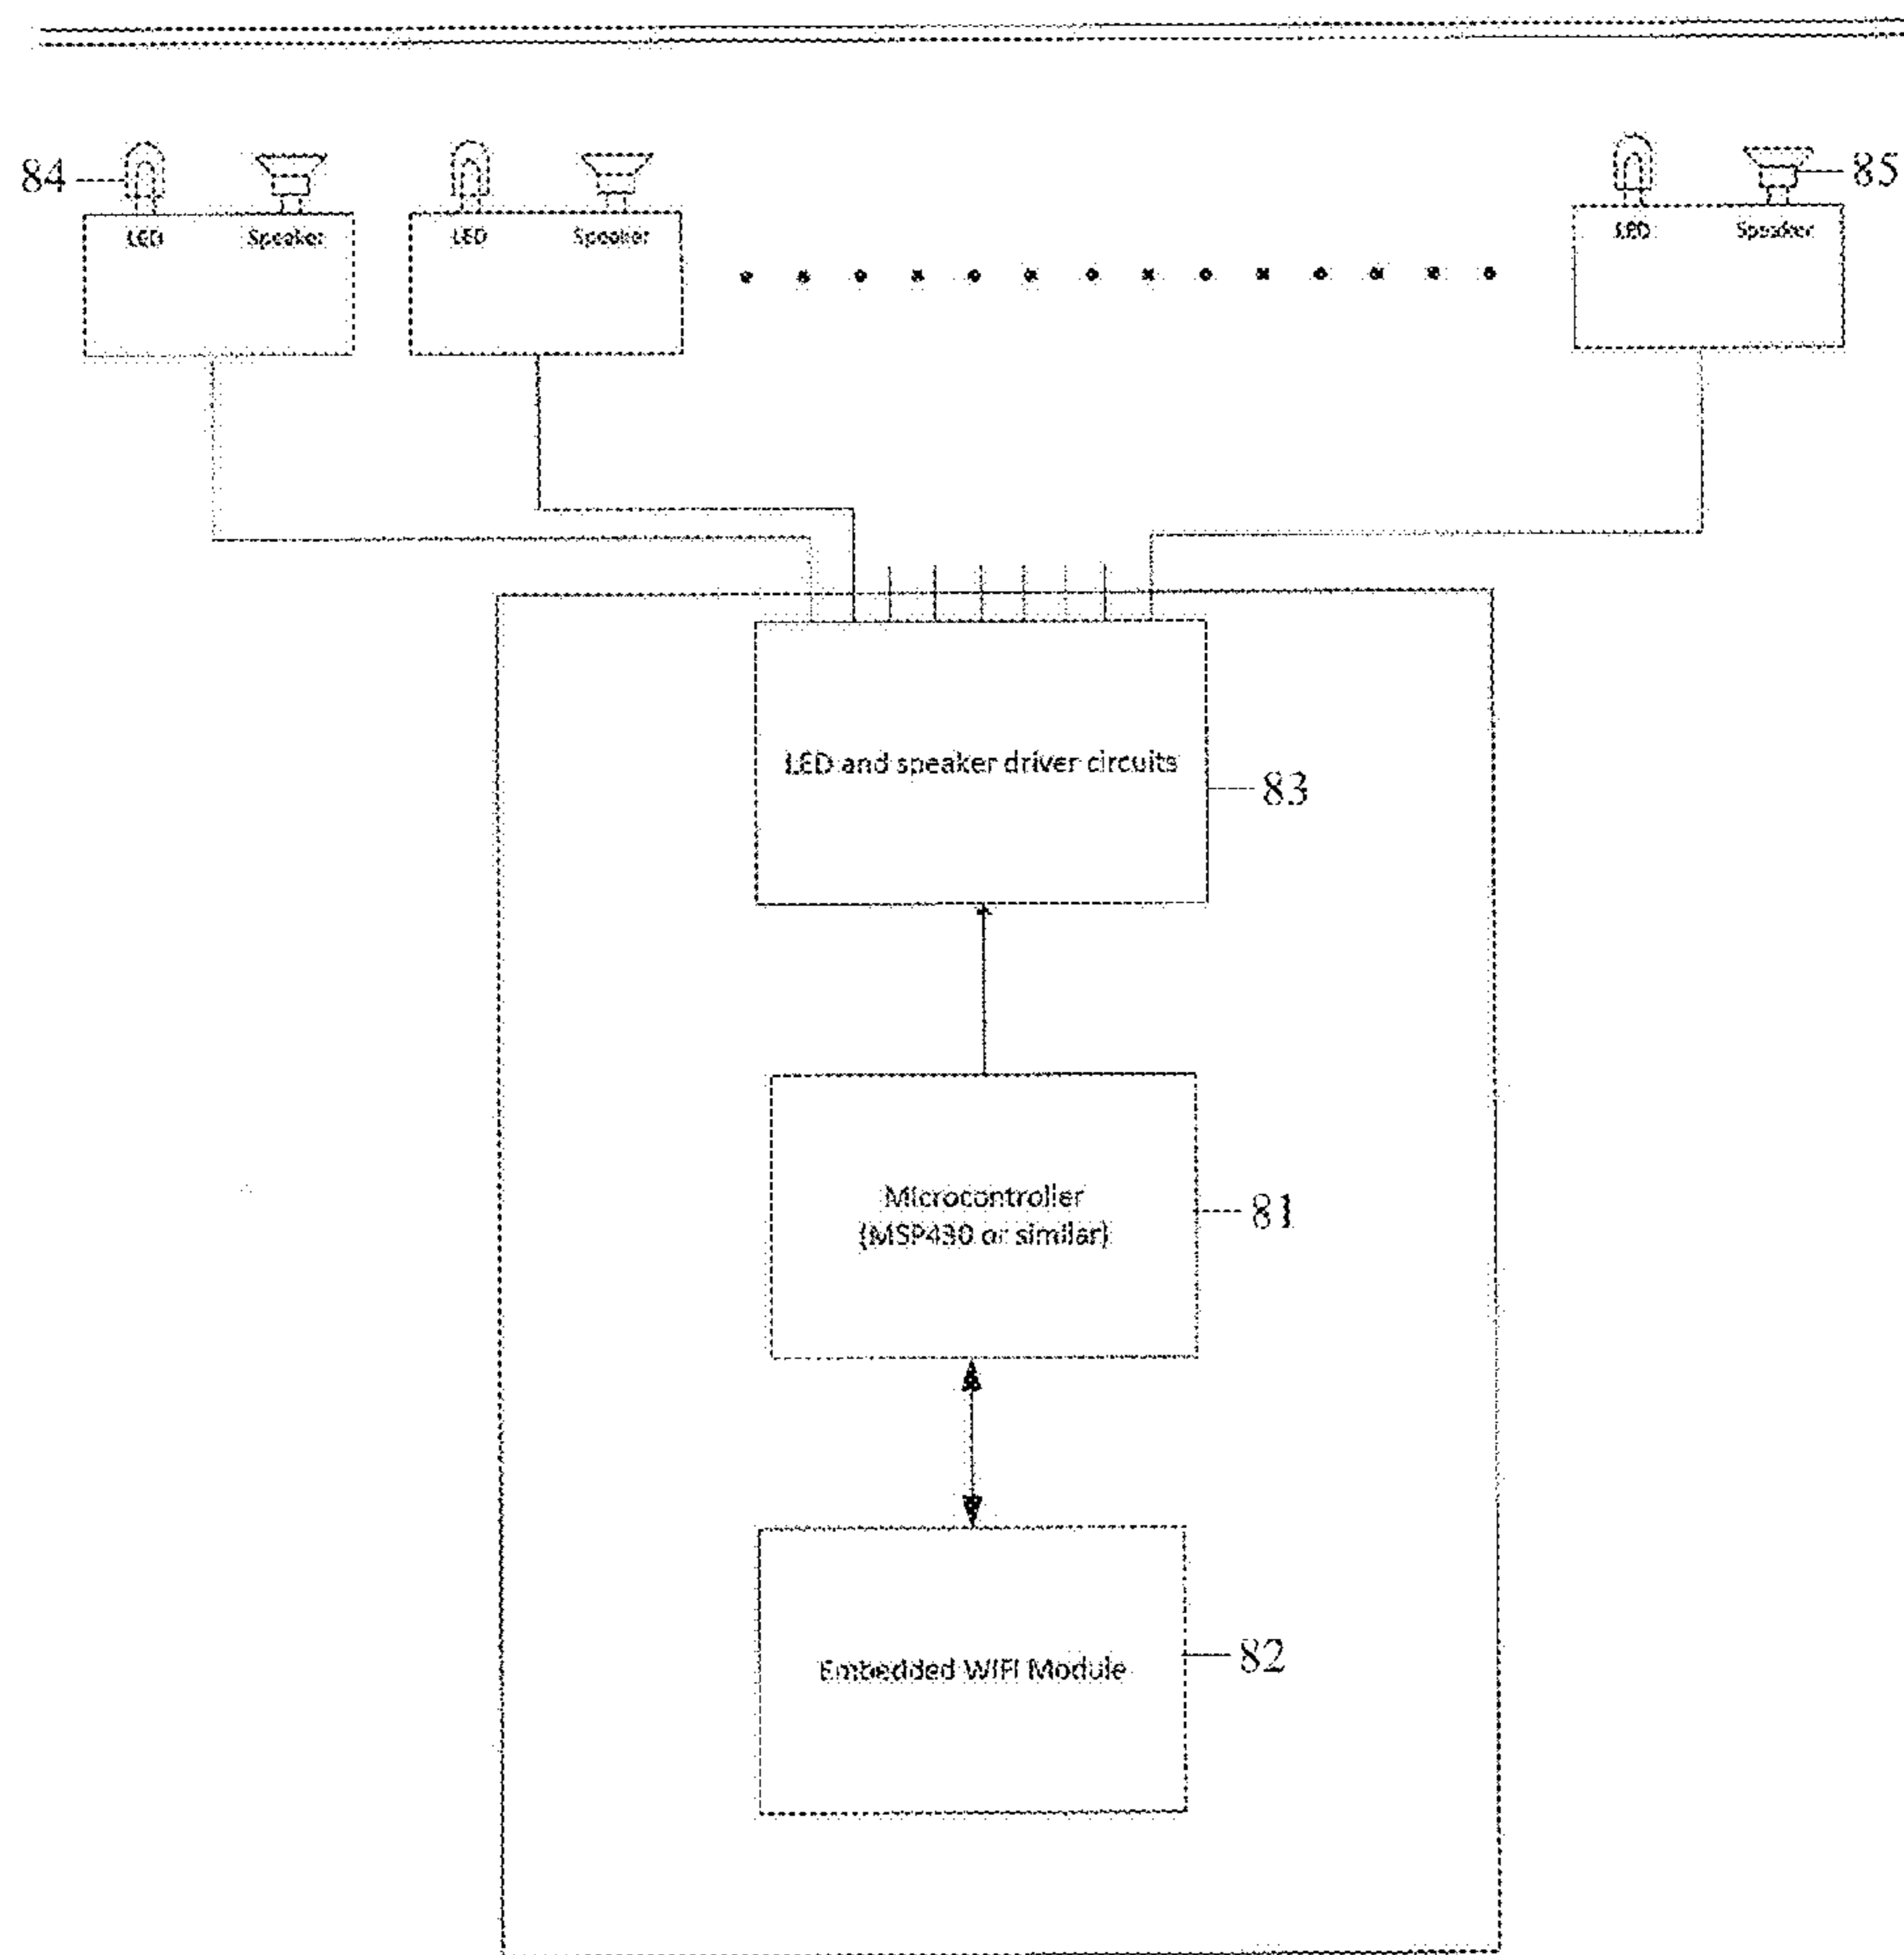 84
85
LED Speaker
LED Speaker
LED Speaker
LED and speaker driver circuits
83
Microcontroller
(MSP430 or similar)
81
Embedded WIFI Module
82